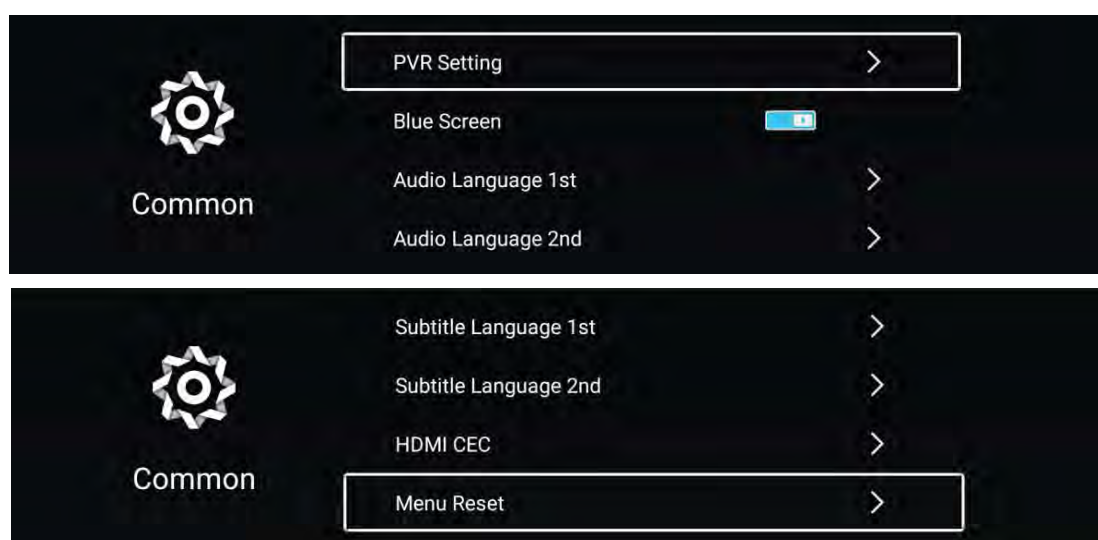 Common
PVR Setting
Blue Screen
Audio Language 1st
Audio Language 2nd
Common
Subtitle Language 1st
Subtitle Language 2nd
HDMI CEC
Menu Reset